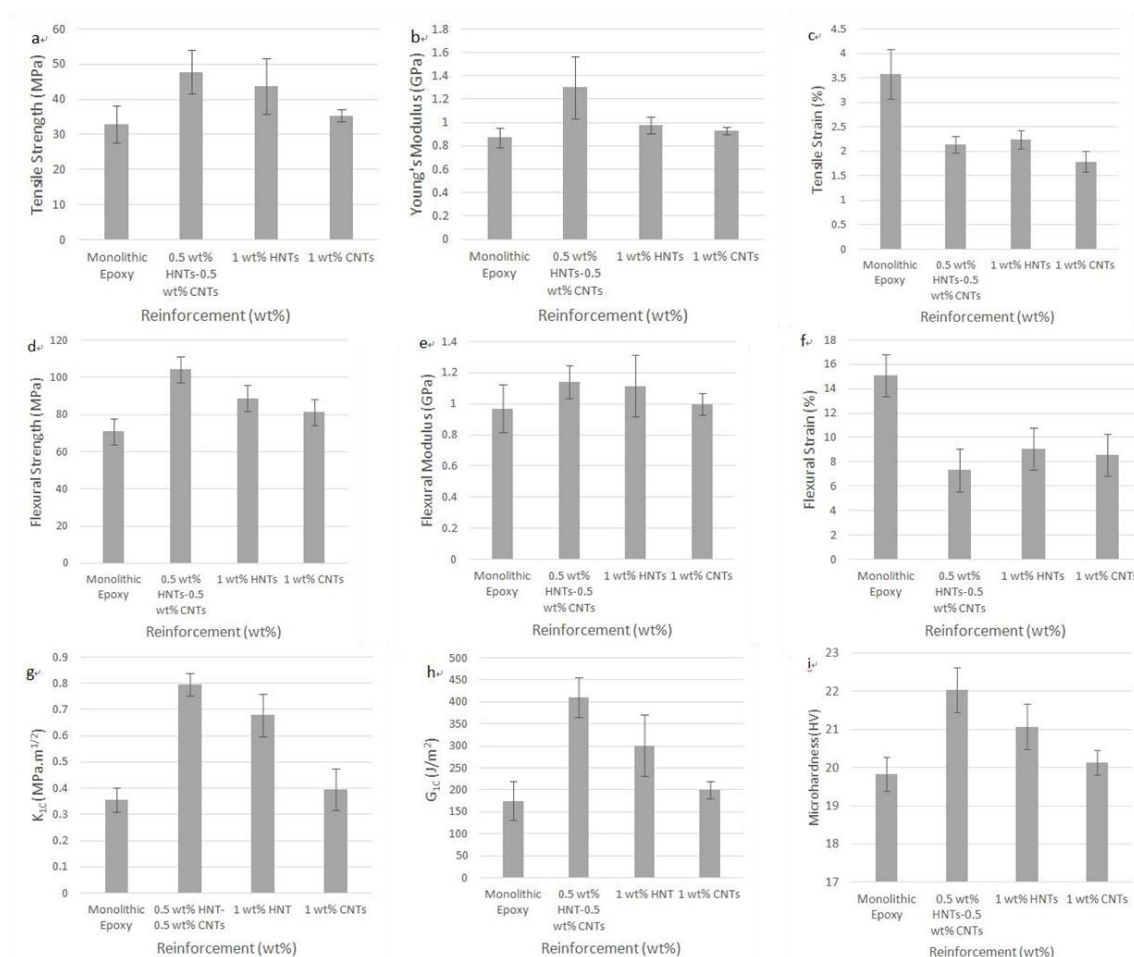 a
Tensile Strength (MPa)
60
50
40
30
20
10
0
Monolithic
Epoxy
0.5 wt%
HNTs-0.5
wt% CNTs
1 wt% HNTs
1 wt% CNTs
Reinforcement (wt%)
b
Young's Modulus (GPa)
1.8
1.6
1.4
1.2
1
0.8
0.6
0.4
0.2
0
Monolithic
Epoxy
0.5 wt%
HNTs-0.5
wt% CNTs
1 wt% HNTs
1 wt% CNTs
Reinforcement (wt%)
c
Tensile Strain (%)
4.5
4
3.5
3
2.5
2
1.5
1
0.5
0
Monolithic
Epoxy
0.5 wt%
HNTs-0.5
wt% CNTs
1 wt% HNTs
1 wt% CNTs
Reinforcement (wt%)
d
Flexural Strength (MPa)
120
100
80
60
40
20
0
Monolithic
Epoxy
0.5 wt%
HNTs-0.5
wt% CNTs
1 wt% HNTs
1 wt% CNTs
Reinforcement (wt%)
e
Flexural Modulus (GPa)
1.4
1.2
1
0.8
0.6
0.4
0.2
0
Monolithic
Epoxy
0.5 wt%
HNTs-0.5
wt% CNTs
1 wt% HNTs
1 wt% CNTs
Reinforcement (wt%)
f
Flexural Strain (%)
18
16
14
12
10
8
6
4
2
0
Monolithic
Epoxy
0.5 wt%
HNTs-0.5
wt% CNTs
1 wt% HNTs
1 wt% CNTs
Reinforcement (wt%)
g
K1C (MPa.m1/2)
0.9
0.8
0.7
0.6
0.5
0.4
0.3
0.2
0.1
0
Monolithic
Epoxy
0.5 wt% HNT-
0.5 wt% CNTs
1 wt% HNT
1 wt% CNTs
Reinforcement (wt%)
h
G1C (J/m2)
500
450
400
350
300
250
200
150
100
50
0
Monolithic
Epoxy
0.5 wt%
HNT-0.5
wt% CNTs
1 wt% HNT
1 wt% CNTs
Reinforcement (wt%)
i
Microhardness (HV)
23
22
21
20
19
18
17
Monolithic
Epoxy
0.5 wt%
HNTs-0.5
wt% CNTs
1 wt% HNTs
1 wt% CNTs
Reinforcement (wt%)